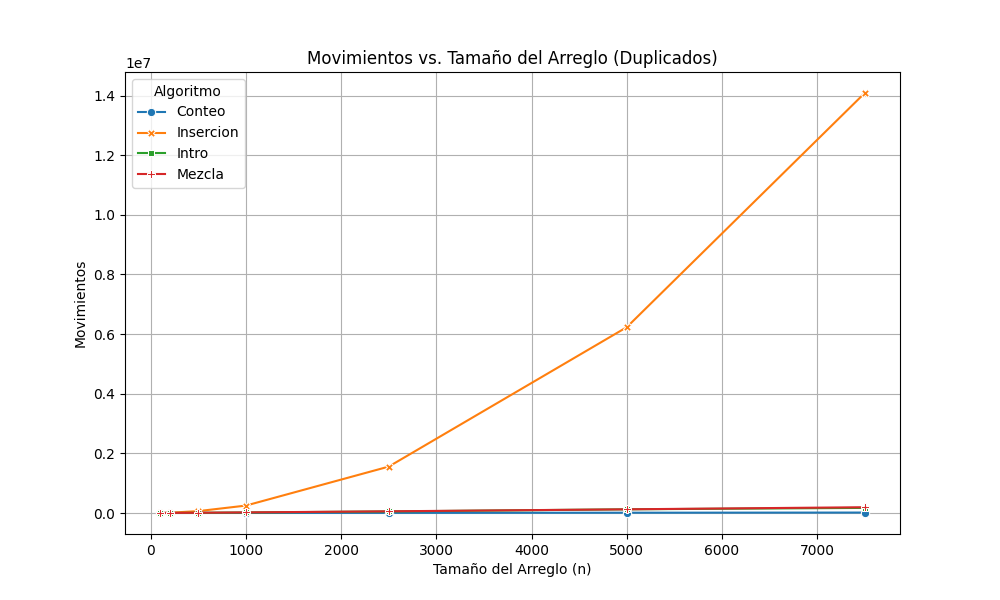 Movimientos vs. Tamaño del Arreglo (Duplicados)
1e7
Algoritmo
Conteo
Insercion
Intro
Mezcla
1.4
1.2
1.0
0.8
0.6
0.4
0.2
0.0
Movimientos
0 1000 2000 3000 4000 5000 6000 7000
Tamaño del Arreglo (n)